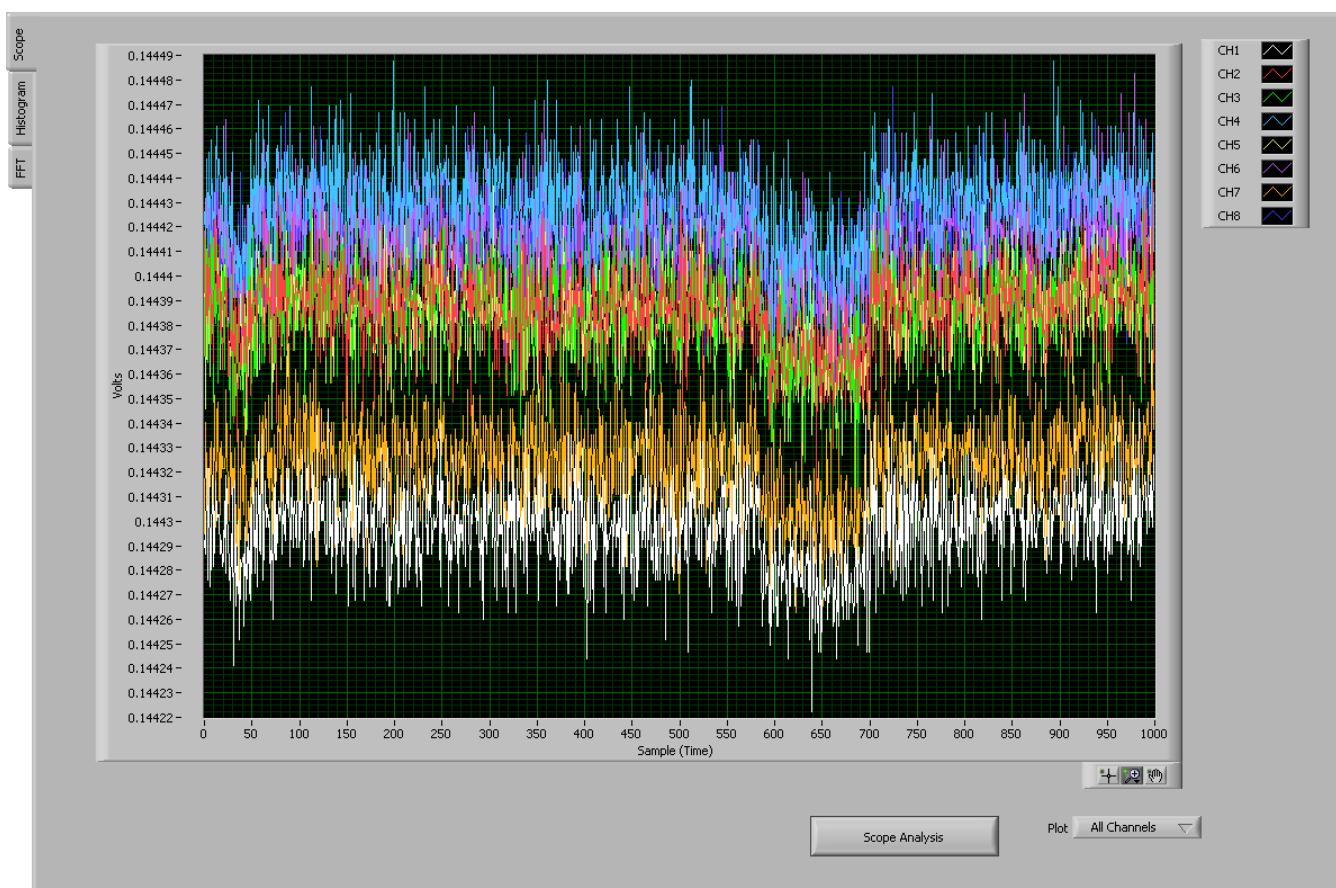 Scope
Histogram
FFT
0.14449
0.14448
0.14447
0.14446
0.14445
0.14444
0.14443
0.14442
0.14441
0.1444
0.14439
0.14438
0.14437
0.14436
0.14435
0.14434
0.14433
0.14432
0.14431
0.1443
0.14429
0.14428
0.14427
0.14426
0.14425
0.14424
0.14423
0.14422
Volts
0 50 100 150 200 250 300 350 400 450 500 550 600 650 700 750 800 850 900 950 1000
Sample (Time)
CH1
CH2
CH3
CH4
CH5
CH6
CH7
CH8
Scope Analysis
Plot All Channels